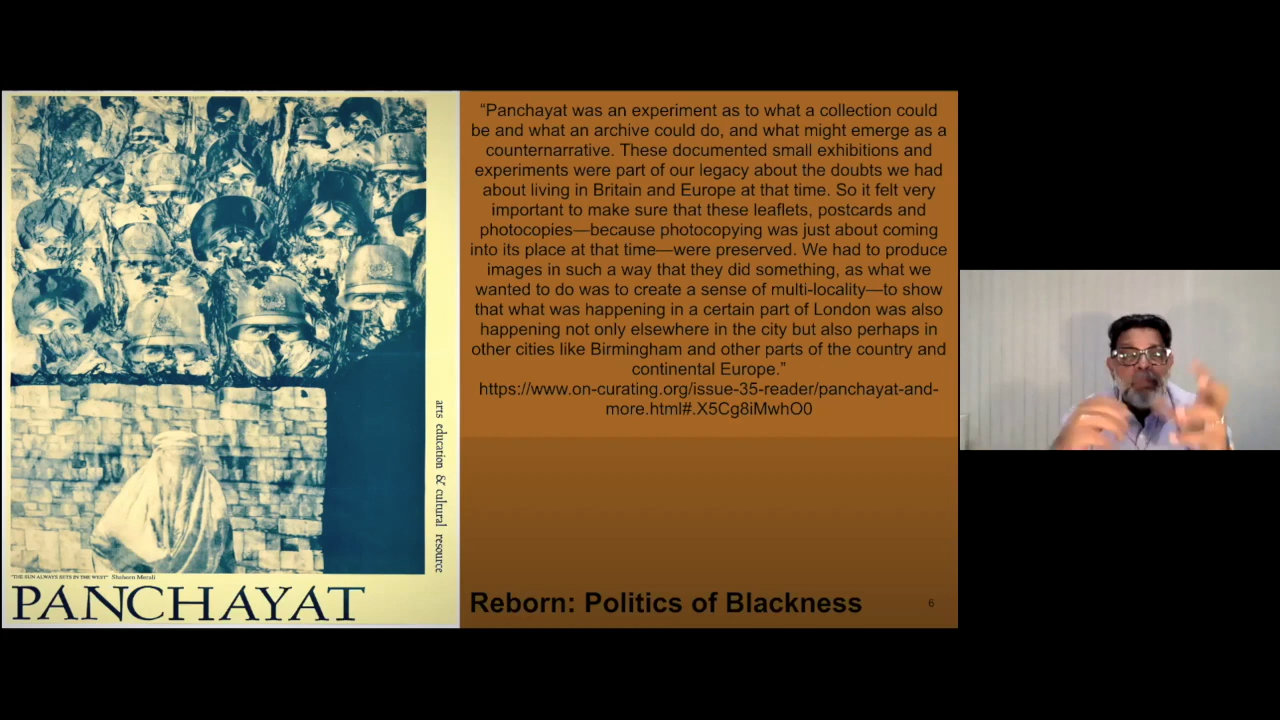 arts education & cultural resource
"THE SUN ALWAYS SETS IN THE WEST" Shaheen Merali
PANCHAYAT
“Panchayat was an experiment as to what a collection could
be and what an archive could do, and what might emerge as a
counternarrative. These documented small exhibitions and
experiments were part of our legacy about the doubts we had
about living in Britain and Europe at that time. So it felt very
important to make sure that these leaflets, postcards and
photocopies—because photocopying was just about coming
into its place at that time—were preserved. We had to produce
images in such a way that they did something, as what we
wanted to do was to create a sense of multi-locality—to show
that what was happening in a certain part of London was also
happening not only elsewhere in the city but also perhaps in
other cities like Birmingham and other parts of the country and
continental Europe.”
https://www.on-curating.org/issue-35-reader/panchayat-and-
more.html#.X5Cg8iMwhO0
Reborn: Politics of Blackness
6